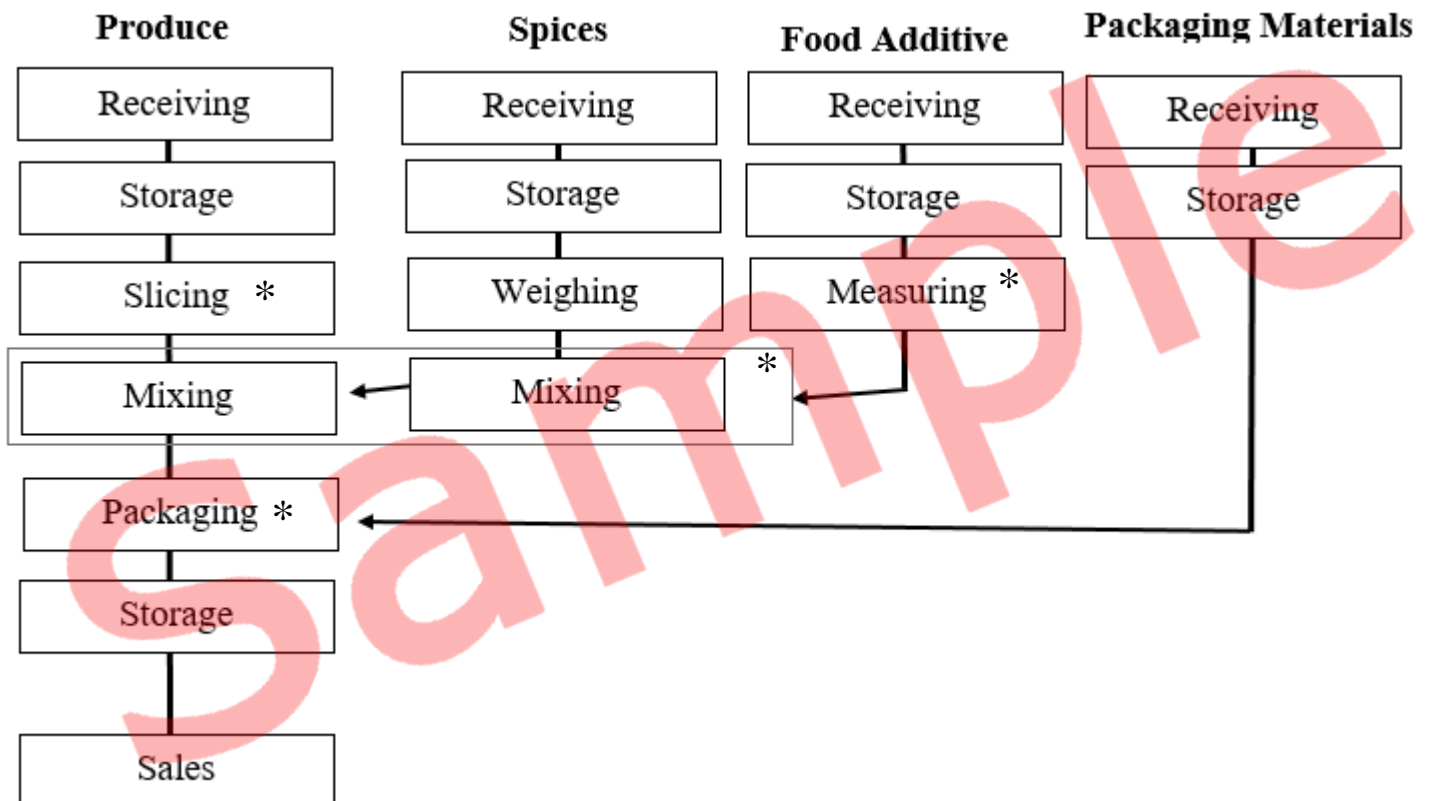 Produce
Spices
Food Additive
Packaging Materials
Receiving
Receiving
Receiving
Receiving
Storage
Storage
Storage
Storage
Slicing *
Weighing
Measuring *
Mixing
Mixing
*
Packaging *
Storage
Sales
Sample